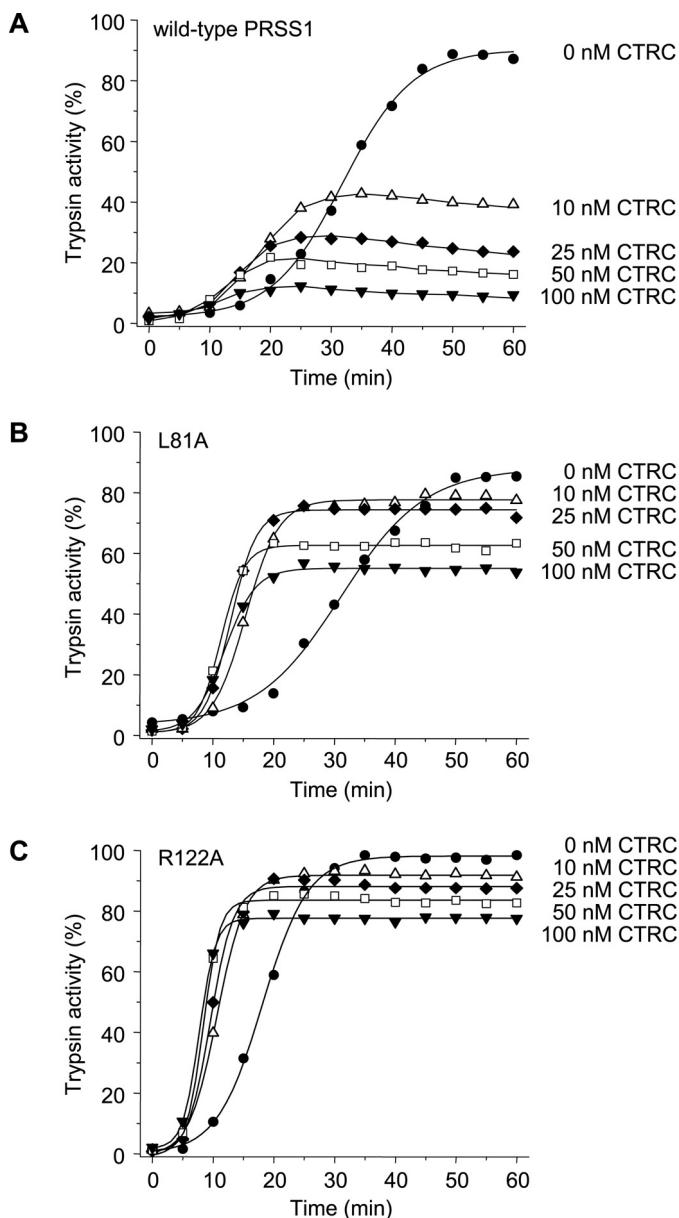 A
wild-type PRSS1
Trypsin activity (%)
100
80
60
40
20
0
0 10 20 30 40 50 60
Time (min)
0 nM CTRC
10 nM CTRC
25 nM CTRC
50 nM CTRC
100 nM CTRC
B
L81A
Trypsin activity (%)
100
80
60
40
20
0
0 10 20 30 40 50 60
Time (min)
0 nM CTRC
10 nM CTRC
25 nM CTRC
50 nM CTRC
100 nM CTRC
C
R122A
Trypsin activity (%)
100
80
60
40
20
0
0 10 20 30 40 50 60
Time (min)
0 nM CTRC
10 nM CTRC
25 nM CTRC
50 nM CTRC
100 nM CTRC